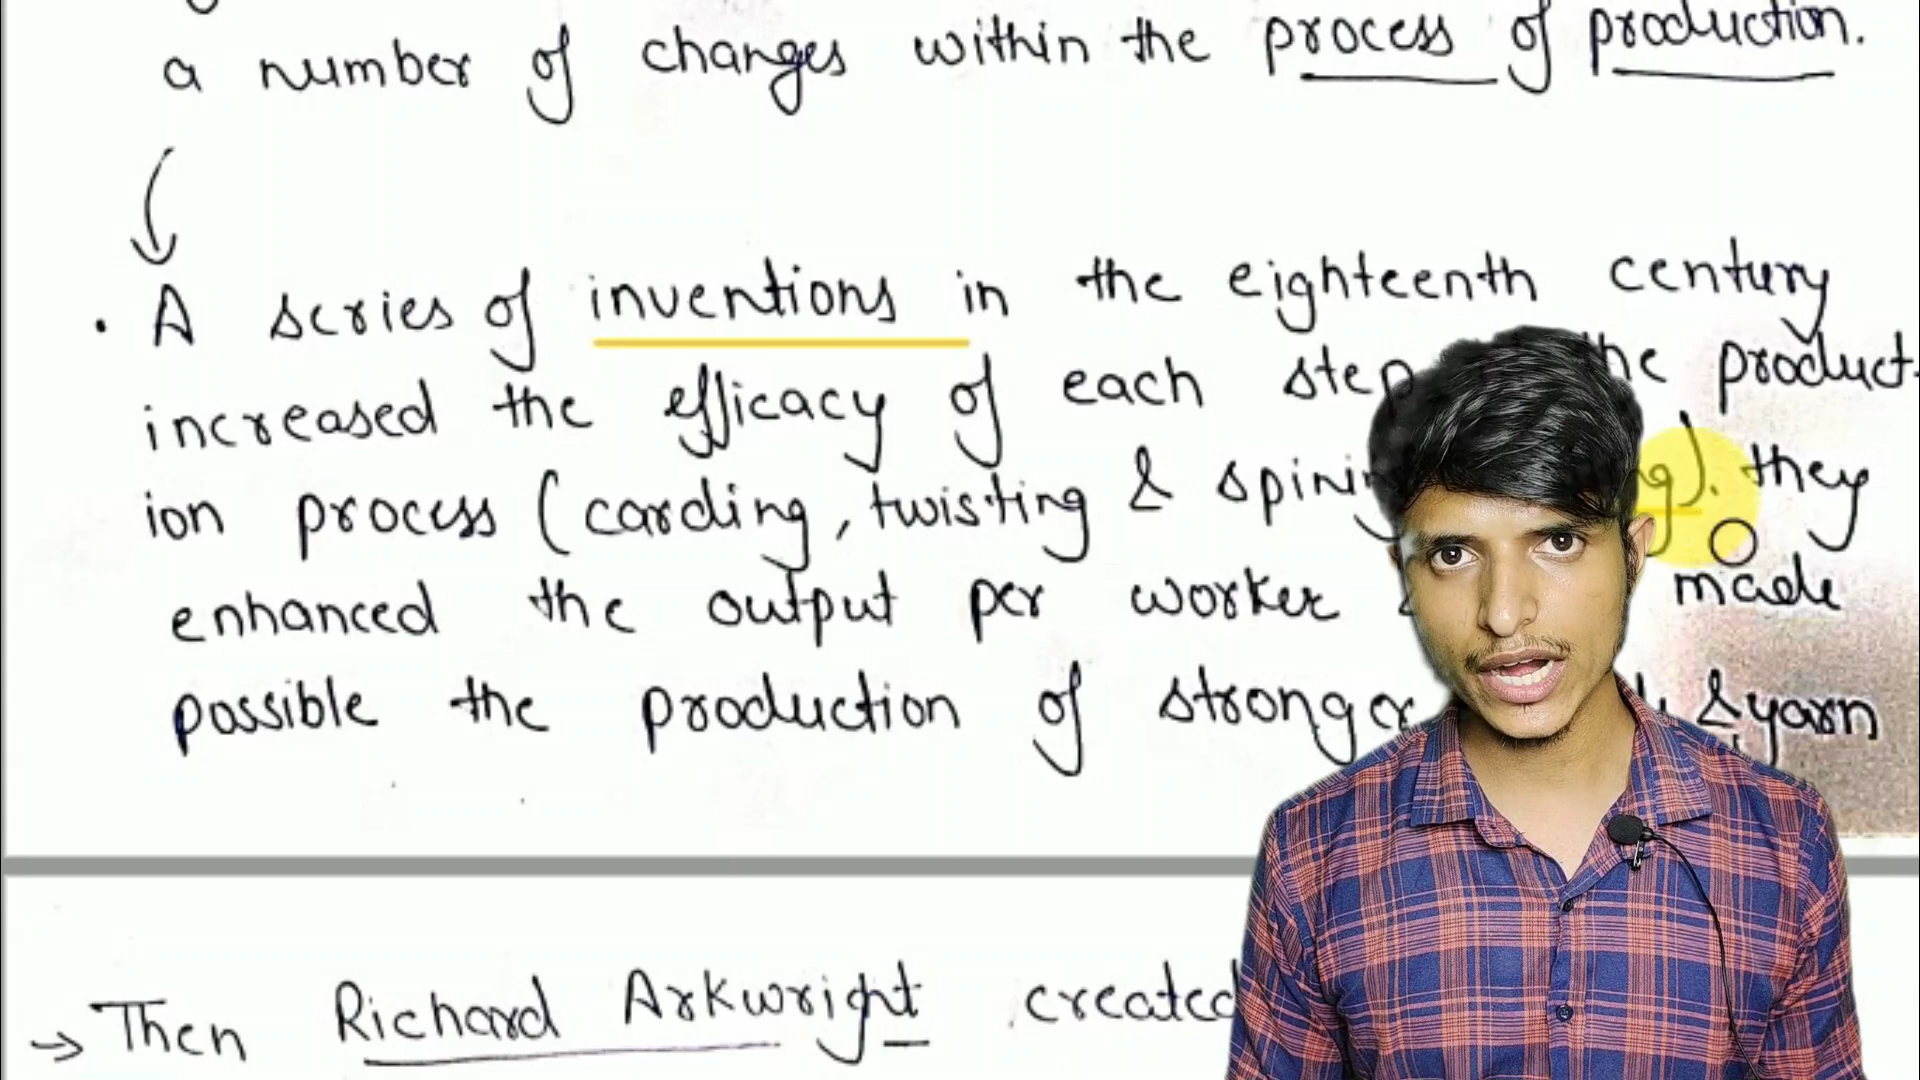 a number of changes within the process of production.
. A series of inventions in the eighteenth century
increased the efficacy of each step the product-
ion process (carding, twisting & spining). they
enhanced the output per worker made
possible the production of stronger & yarn
→ Then Richard Arkwright created